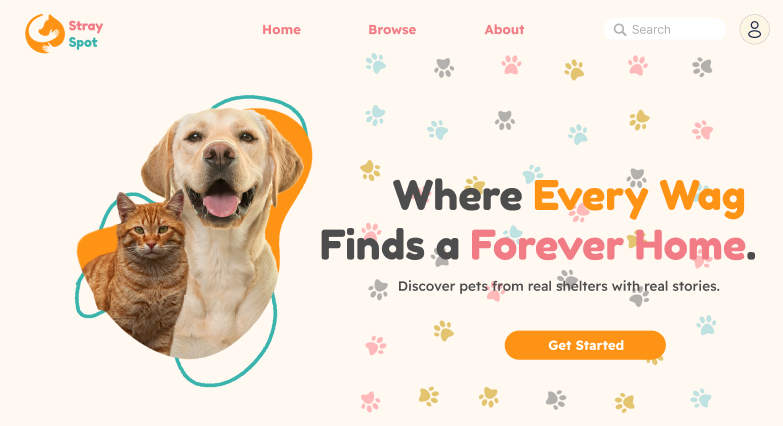 Stray
Spot
Home
Browse
About
Search
Where Every Wag
Finds a Forever Home.
Discover pets from real shelters with real stories.
Get Started